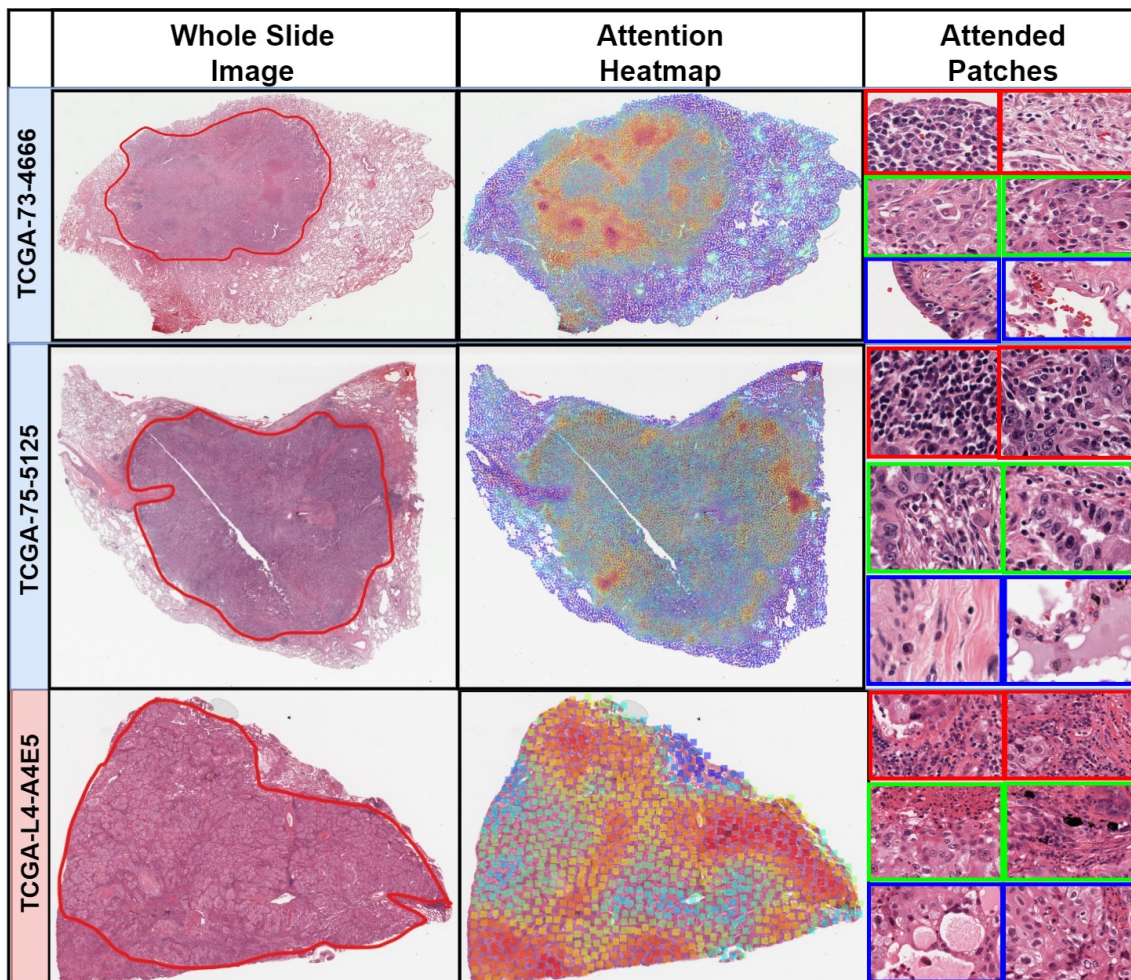 Whole Slide
Image
Attention
Heatmap
Attended
Patches
TCGA-73-4666
TCGA-75-5125
TCGA-L4-A4E5